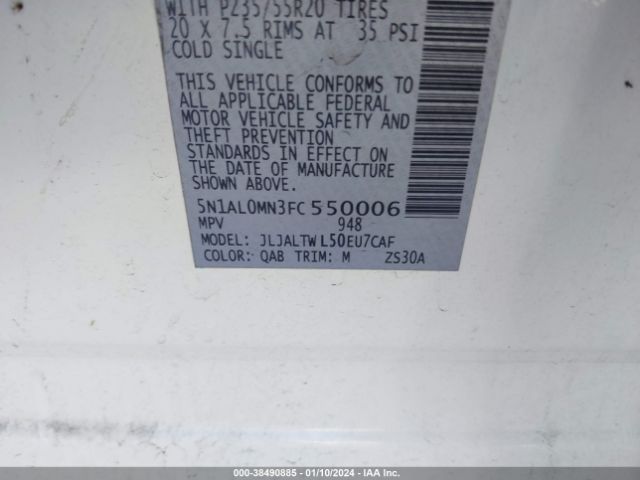 WITH P235/55R20 TIRES
20 X 7.5 RIMS AT 35 PSI
COLD SINGLE
THIS VEHICLE CONFORMS TO
ALL APPLICABLE FEDERAL
MOTOR VEHICLE SAFETY AND
THEFT PREVENTION
STANDARDS IN EFFECT ON
THE DATE OF MANUFACTURE
SHOWN ABOVE.
5N1AL0MN3FC550006
MPV 948
MODEL: JLJALTWL50EU7CAF
COLOR: QAB TRIM: M ZS30A
000-38490885 - 01/10/2024 - IAA Inc.